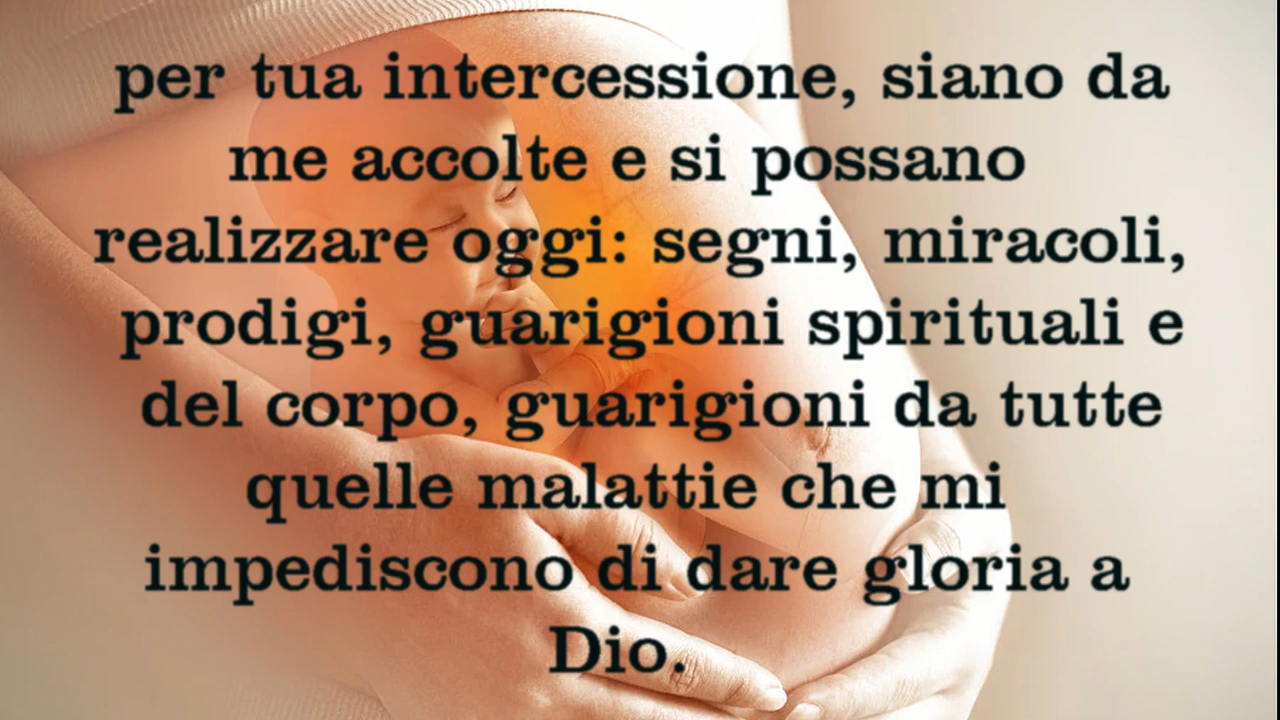 per tua intercessione, siano da
me accolte e si possano
realizzare oggi: segni, miracoli,
prodigi, guarigioni spirituali e
del corpo, guarigioni da tutte
quelle malattie che mi
impediscono di dare gloria a
Dio.